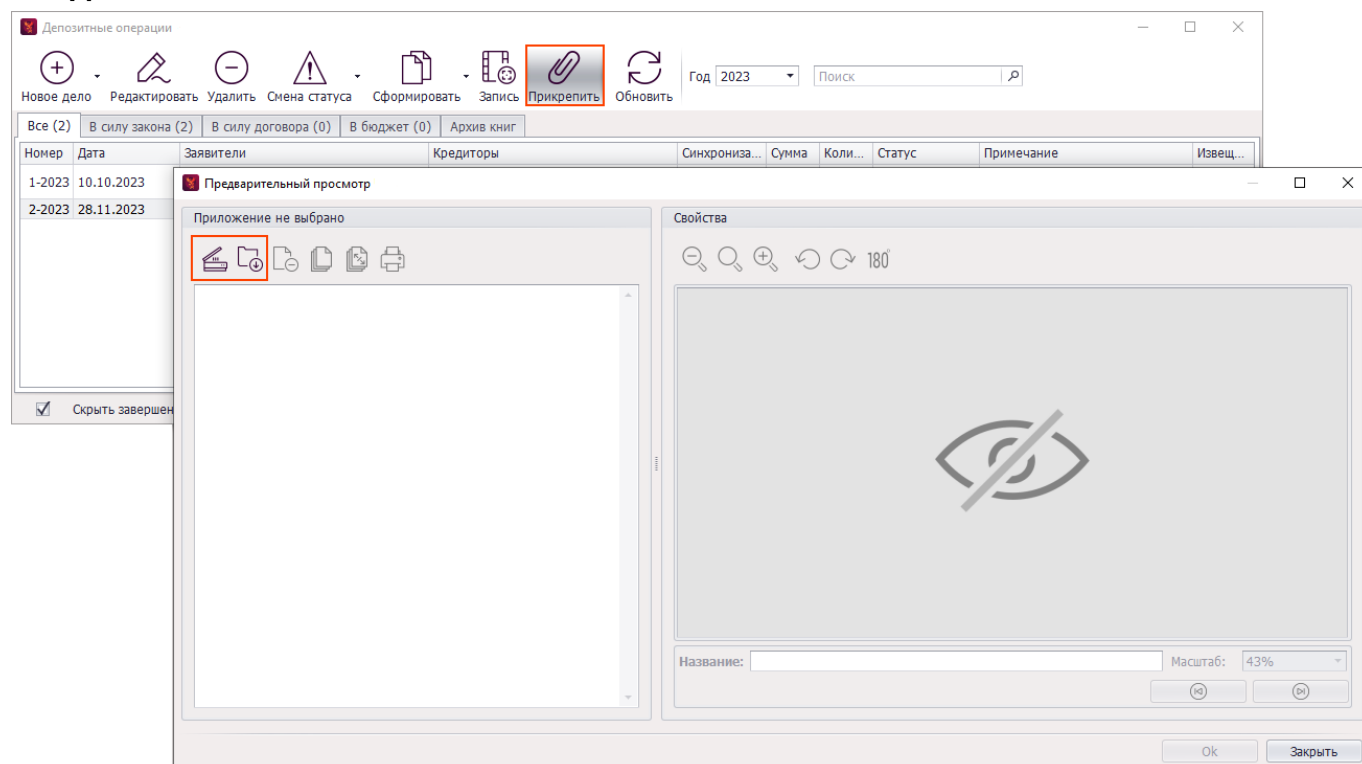 Депозитные операции
Новое дело Редактировать Удалить Смена статуса Сформировать Запись Прикрепить Обновить Год 2023 Поиск
Все (2) В силу закона (2) В силу договора (0) В бюджет (0) Архив книг
Номер Дата Заявители Кредиторы Синхрониза... Сумма Коли... Статус Примечание Извещ...
1-2023 10.10.2023
2-2023 28.11.2023
Скрыть завершен
Предварительный просмотр
Приложение не выбрано
Свойства
180°
Название: Масштаб: 43%
Ok Закрыть